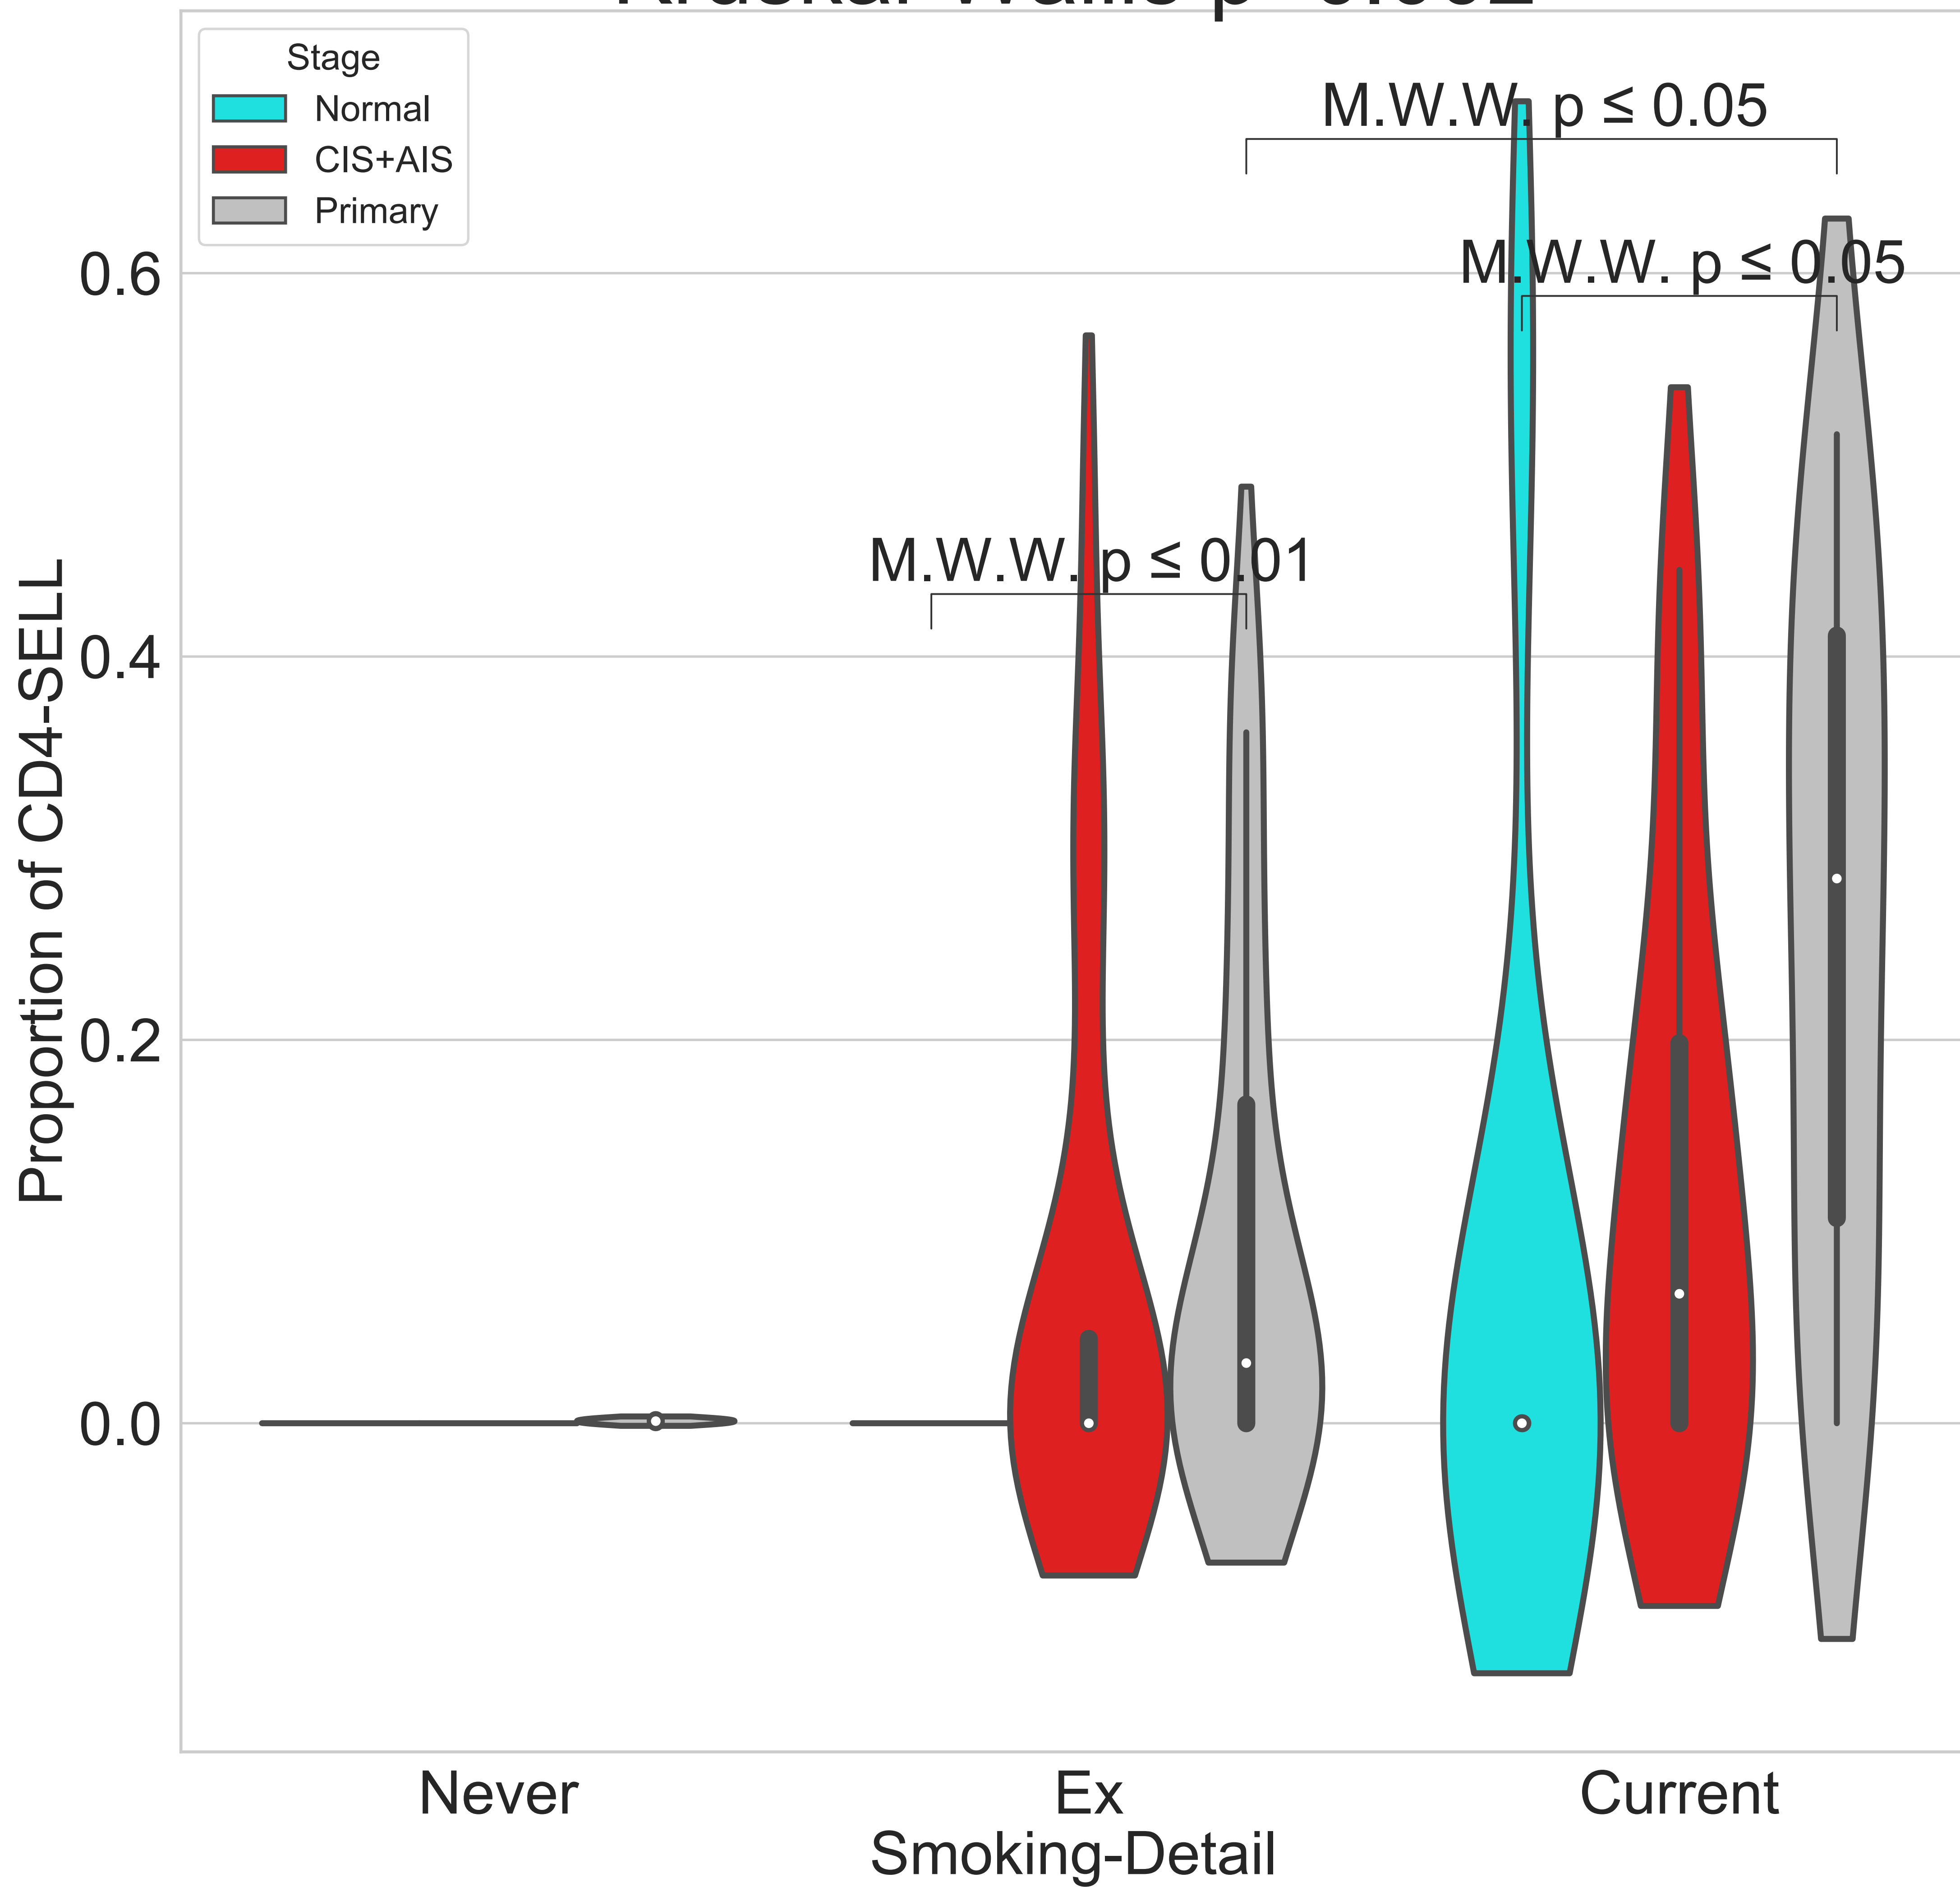 Stage
Normal
CIS+AIS
Primary
M.W.W. p ≤ 0.05
M.W.W. p ≤ 0.05
M.W.W. p ≤ 0.01
0.6
0.4
0.2
0.0
Proportion of CD4-SELL
Never
Ex
Current
Smoking-Detail